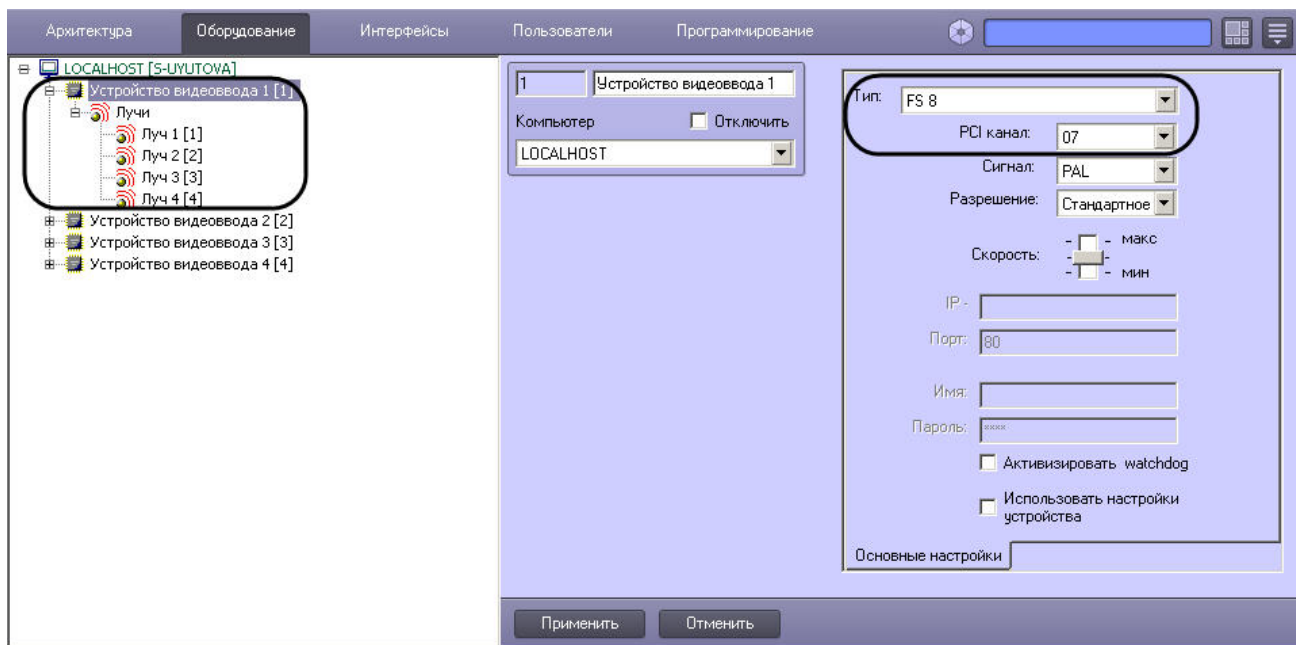 Архитектура Оборудование Интерфейсы Пользователи Программирование
LOCALHOST [S-UYUTOVA]
Устройство видеоввода 1 [1]
Лучи
Луч 1 [1]
Луч 2 [2]
Луч 3 [3]
Луч 4 [4]
Устройство видеоввода 2 [2]
Устройство видеоввода 3 [3]
Устройство видеоввода 4 [4]
1 Устройство видеоввода 1
Компьютер Отключить
LOCALHOST
Тип: FS 8
PCI канал: 07
Сигнал: PAL
Разрешение: Стандартное
- - макс
Скорость: - -
- - мин
IP -
Порт: 80
Имя:
Пароль: ****
Активизировать watchdog
Использовать настройки
устройства
Основные настройки
Применить Отменить